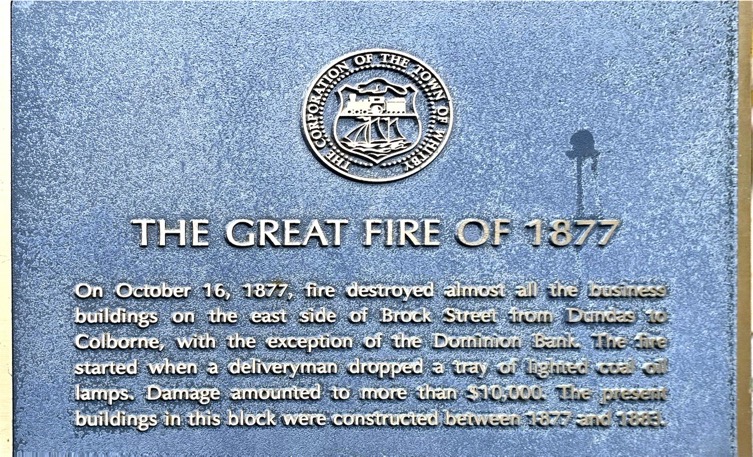 THE CORPORATION OF THE TOWN OF WHITBY
THE GREAT FIRE OF 1877
On October 16, 1877, fire destroyed almost all the business
buildings on the east side of Brock Street from Dundas to
Colborne, with the exception of the Dominion Bank. The fire
started when a deliveryman dropped a tray of lighted coal oil
lamps. Damage amounted to more than $10,000. The present
buildings in this block were constructed between 1877 and 1883.